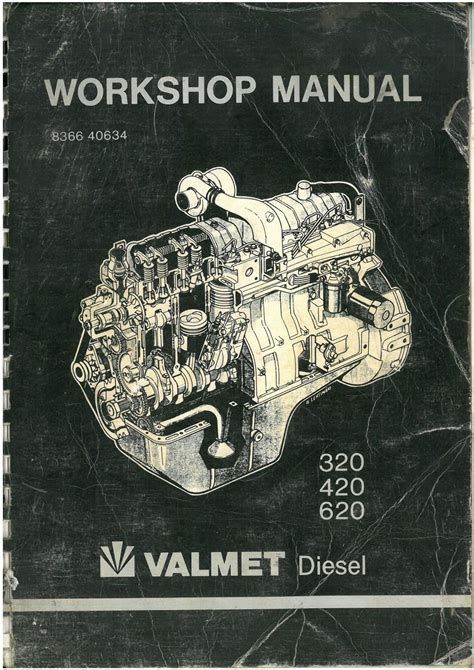 WORKSHOP MANUAL
8366 40634
320
420
620
VALMET Diesel